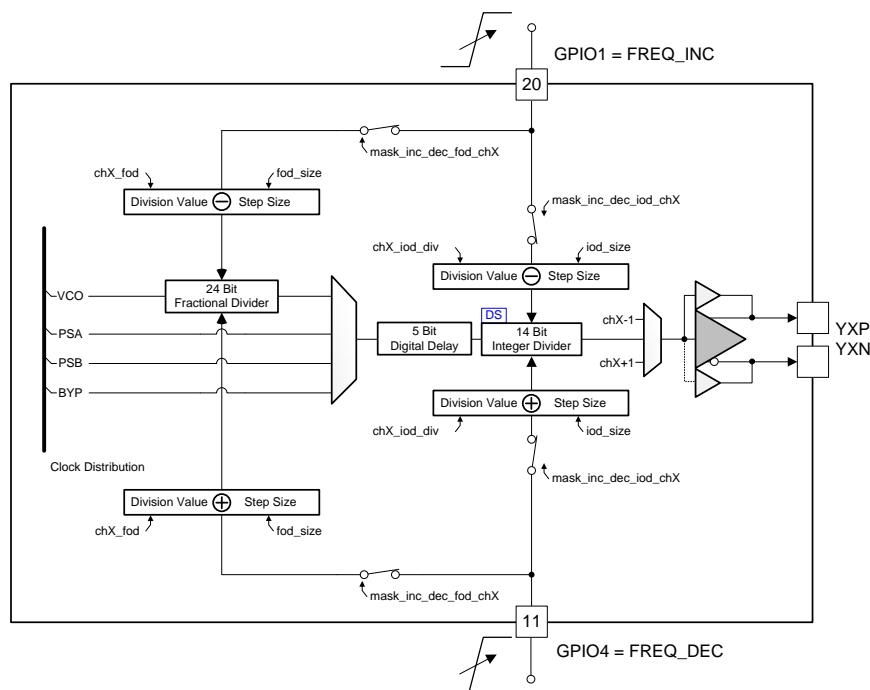 GPIO1 = FREQ_INC
20
mask_inc_dec_fod_chX
chX_fod
fod_size
Division Value − Step Size
mask_inc_dec_iod_chX
chX_iod_div
iod_size
Division Value − Step Size
VCO
24 Bit
Fractional Divider
DS
PSA
5 Bit
Digital Delay
14 Bit
Integer Divider
chX-1
YXP
PSB
chX+1
YXN
BYP
Division Value + Step Size
chX_iod_div
iod_size
Clock Distribution
mask_inc_dec_iod_chX
Division Value + Step Size
chX_fod
fod_size
mask_inc_dec_fod_chX
11
GPIO4 = FREQ_DEC